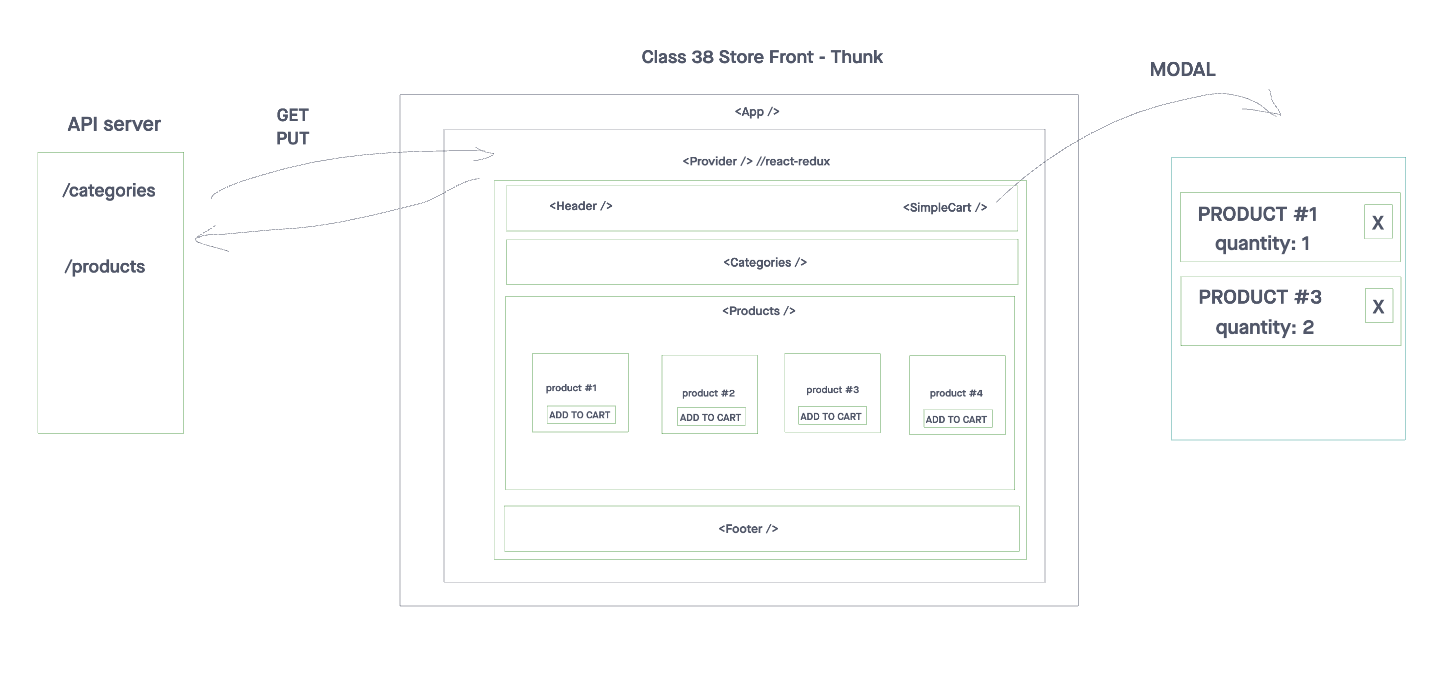 Class 38 Store Front - Thunk
MODAL
API server
GET
PUT
/categories
/products
<App />
<Provider /> //react-redux
<Header />
<SimpleCart />
<Categories />
<Products />
product #1
ADD TO CART
product #2
ADD TO CART
product #3
ADD TO CART
product #4
ADD TO CART
<Footer />
PRODUCT #1
quantity: 1
X
PRODUCT #3
quantity: 2
X